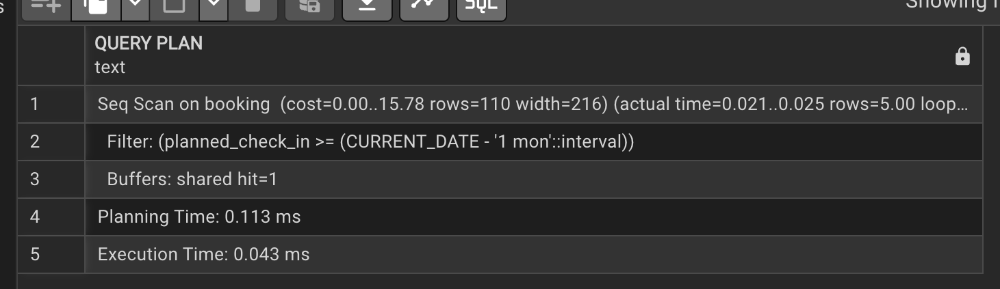 SQL
Showing
QUERY PLAN
text
1 Seq Scan on booking (cost=0.00..15.78 rows=110 width=216) (actual time=0.021..0.025 rows=5.00 loop...
2 Filter: (planned_check_in >= (CURRENT_DATE - '1 mon'::interval))
3 Buffers: shared hit=1
4 Planning Time: 0.113 ms
5 Execution Time: 0.043 ms